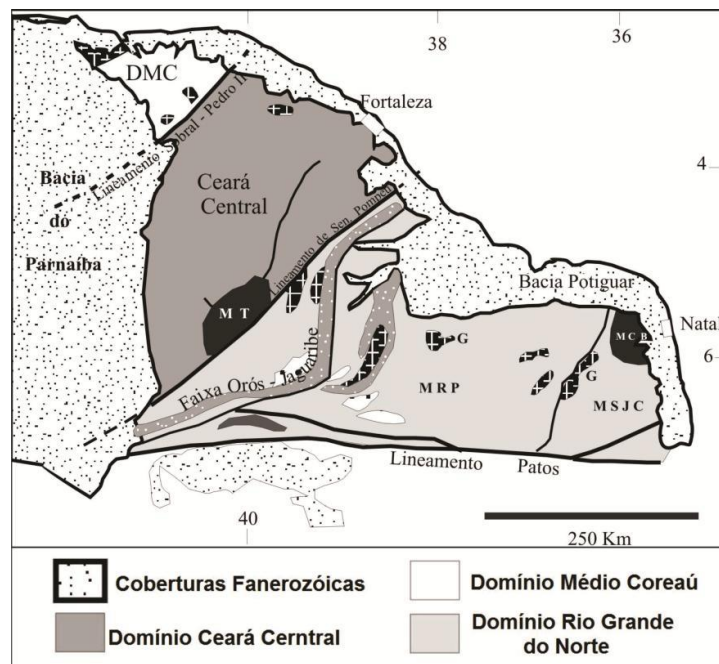 38
36
DMC
Fortaleza
Lineamento Sobral - Pedro II
4
Ceará
Central
Bacia
do
Parnaíba
Lineamento de Sen. Pompeu
Bacia Potiguar
M T
M C B
Natal
G
6
Faixa Orós - Jaguaribe
M R P
G
M S J C
Lineamento
Patos
40
250 Km
Coberturas Fanerozóicas
Domínio Médio Coreaú
Domínio Ceará Cerntral
Domínio Rio Grande
do Norte